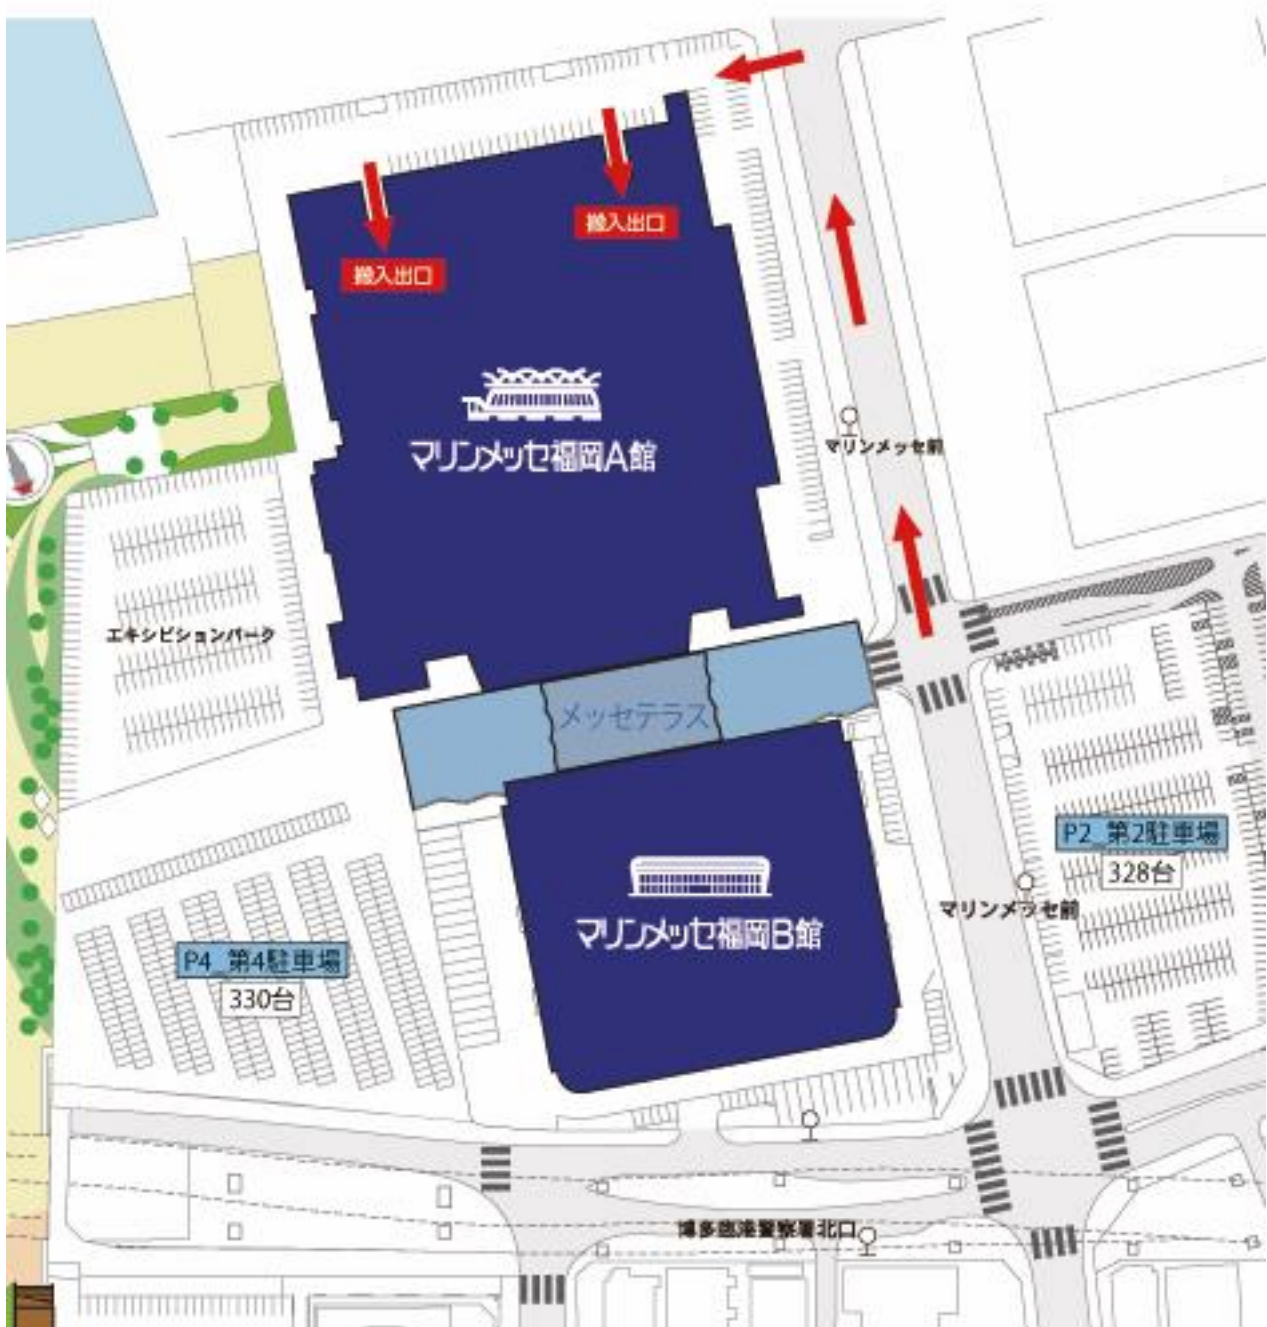 搬入出口
搬入出口
マリンメッセ福岡A館
マリンメッセ前
エキシビションパーク
メッセテラス
P2_第2駐車場
328台
マリンメッセ福岡B館
マリンメッセ前
P4_第4駐車場
330台
博多臨港警察署北口